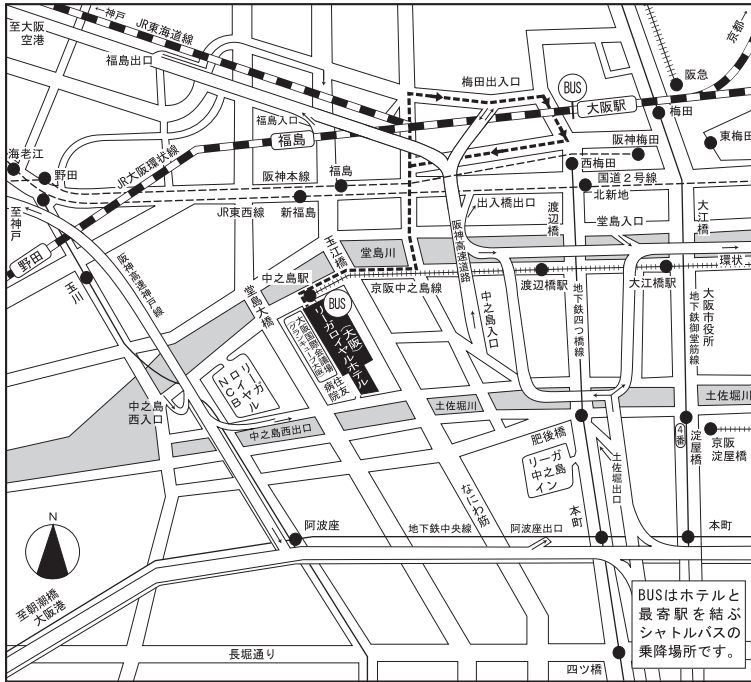 ←神戸
JR東海道線
至大阪
空港
福島出口
梅田出入口
BUS
京都→
阪急
大阪駅
梅田
東梅田
福島入口
福島
海老江
野田
JR大阪環状線
阪神本線
福島
阪神梅田
西梅田
国道2号線
北新地
JR東西線
新福島
至神戸
出入橋出口
渡辺橋
堂島入口
大江橋
野田
玉川
阪神高速神戸線
玉江橋
堂島川
阪神高速道路
環状→
中之島駅
京阪中之島線
渡辺橋駅
大江橋駅
堂島大橋
BUS
中之島入口
地下鉄四つ橋線
大阪市役所
地下鉄御堂筋線
リーガロイヤルホテル
(大阪)
大阪国際会議場
(グランキューブ大阪)
住友
病院
リーガ
ロイヤル
NCB
中之島
西入口
中之島西出口
土佐堀川
土佐堀川
肥後橋
4番
淀屋橋
京阪
淀屋橋
リーガ
中之島
イン
土佐堀出口
なにわ筋
N
阿波座
地下鉄中央線
阿波座出口
本町
本町
至朝潮橋
大阪港
長堀通り
四ツ橋
BUSはホテルと
最寄駅を結ぶ
シャトルバスの
乗降場所です。